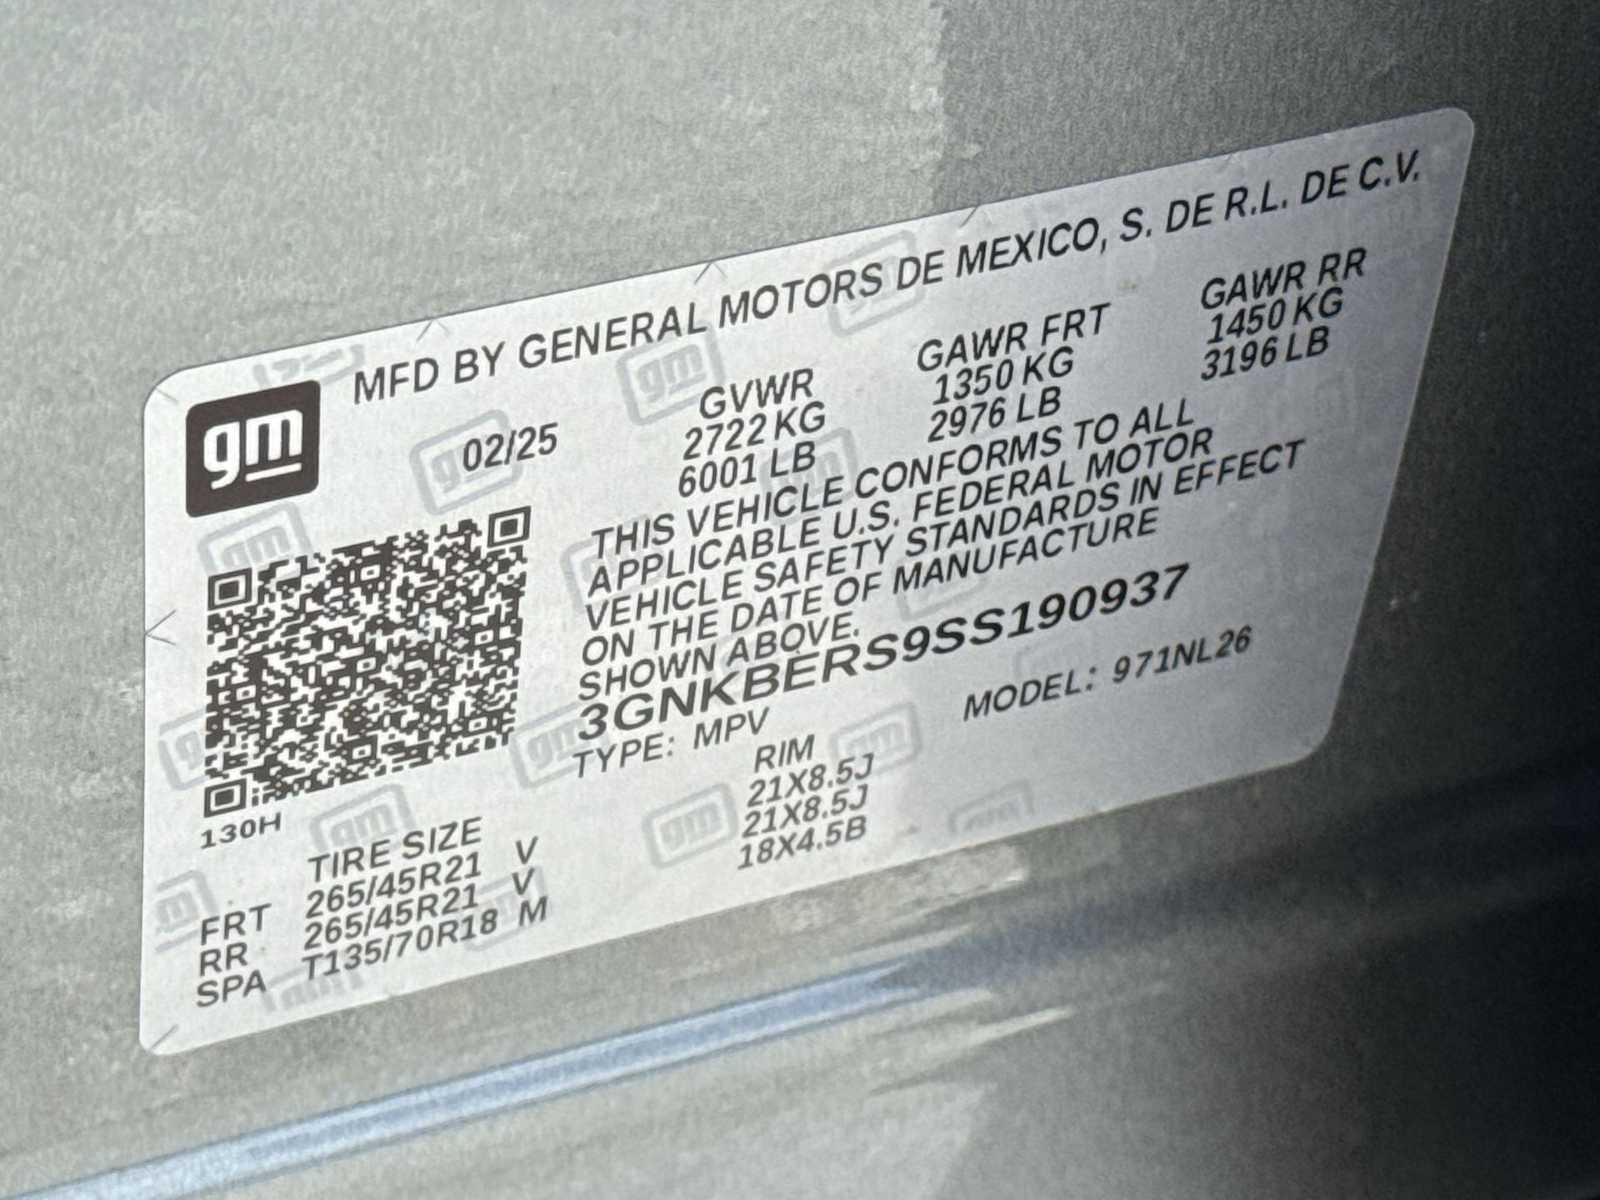 gm
MFD BY GENERAL MOTORS DE MEXICO, S. DE R.L. DE C.V.
02/25 GVWR GAWR FRT GAWR RR
2722 KG 1350 KG 1450 KG
6001 LB 2976 LB 3196 LB
THIS VEHICLE CONFORMS TO ALL
APPLICABLE U.S. FEDERAL MOTOR
VEHICLE SAFETY STANDARDS IN EFFECT
ON THE DATE OF MANUFACTURE
SHOWN ABOVE.
3GNKBERS9SS190937
TYPE: MPV MODEL: 971NL26
130H
TIRE SIZE RIM
FRT 265/45R21 V 21X8.5J
RR 265/45R21 V 21X8.5J
SPA T135/70R18 M 18X4.5B